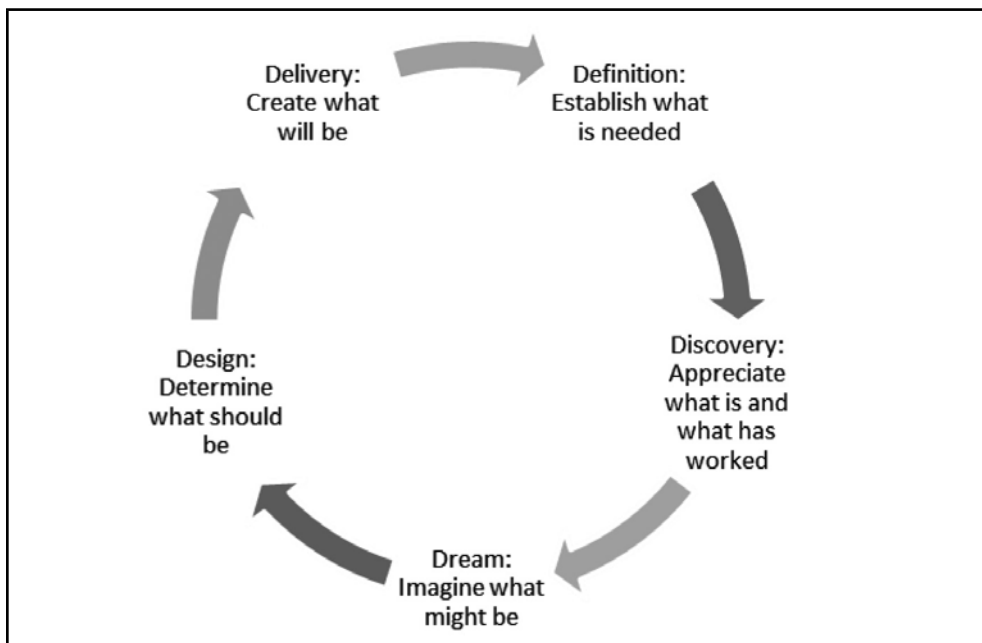 Delivery:
Create what
will be
Definition:
Establish what
is needed
Discovery:
Appreciate
what is and
what has
worked
Dream:
Imagine what
might be
Design:
Determine
what should
be